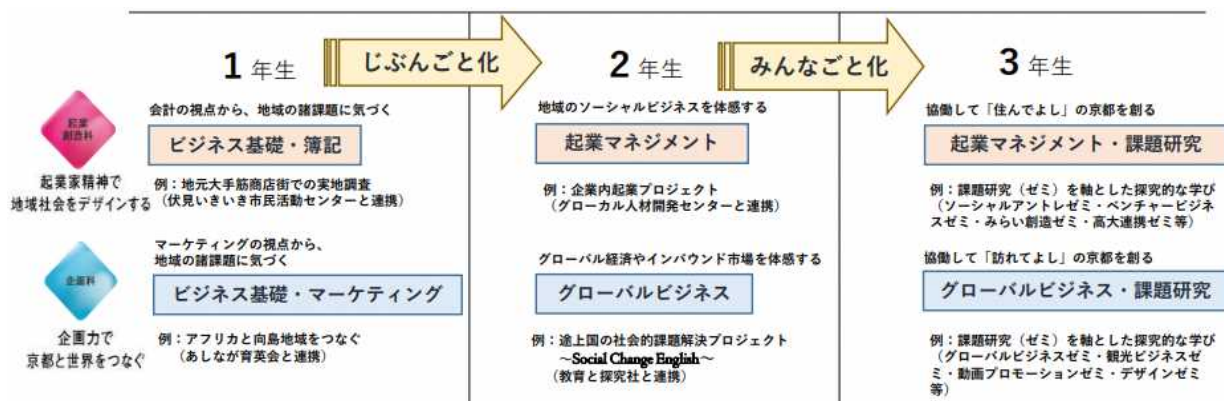 1 年生
じぶんごと化
2 年生
みんなごと化
3 年生
起業
創造科
起業家精神で
地域社会をデザインする
会計の視点から、地域の諸課題に気づく
ビジネス基礎・簿記
例：地元大手筋商店街での実地調査
（伏見いきいき市民活動センターと連携）
地域のソーシャルビジネスを体感する
起業マネジメント
例：企業内起業プロジェクト
（グローカル人材開発センターと連携）
協働して「住んでよし」の京都を創る
起業マネジメント・課題研究
例：課題研究（ゼミ）を軸とした探究的な学び
（ソーシャルアントレゼミ・ベンチャービジネ
スゼミ・みらい創造ゼミ・高大連携ゼミ等）
企画科
企画力で
京都と世界をつなぐ
マーケティングの視点から、
地域の諸課題に気づく
ビジネス基礎・マーケティング
例：アフリカと向島地域をつなぐ
（あしなが育英会と連携）
グローバル経済やインバウンド市場を体感する
グローバルビジネス
例：途上国の社会的課題解決プロジェクト
～Social Change English～
（教育と探究社と連携）
協働して「訪れてよし」の京都を創る
グローバルビジネス・課題研究
例：課題研究（ゼミ）を軸とした探究的な学び
（グローバルビジネスゼミ・観光ビジネスゼ
ミ・動画プロモーションゼミ・デザインゼミ
等）